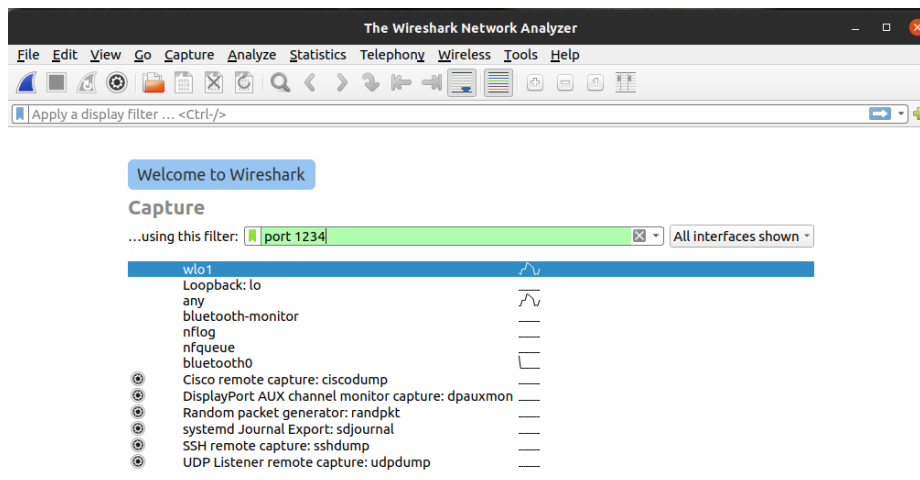 The Wireshark Network Analyzer
File Edit View Go Capture Analyze Statistics Telephony Wireless Tools Help
Apply a display filter … <Ctrl-/>
Welcome to Wireshark
Capture
…using this filter: port 1234 All interfaces shown
wlo1
Loopback: lo
any
bluetooth-monitor
nflog
nfqueue
bluetooth0
Cisco remote capture: ciscodump
DisplayPort AUX channel monitor capture: dpauxmon
Random packet generator: randpkt
systemd Journal Export: sdjournal
SSH remote capture: sshdump
UDP Listener remote capture: udpdump